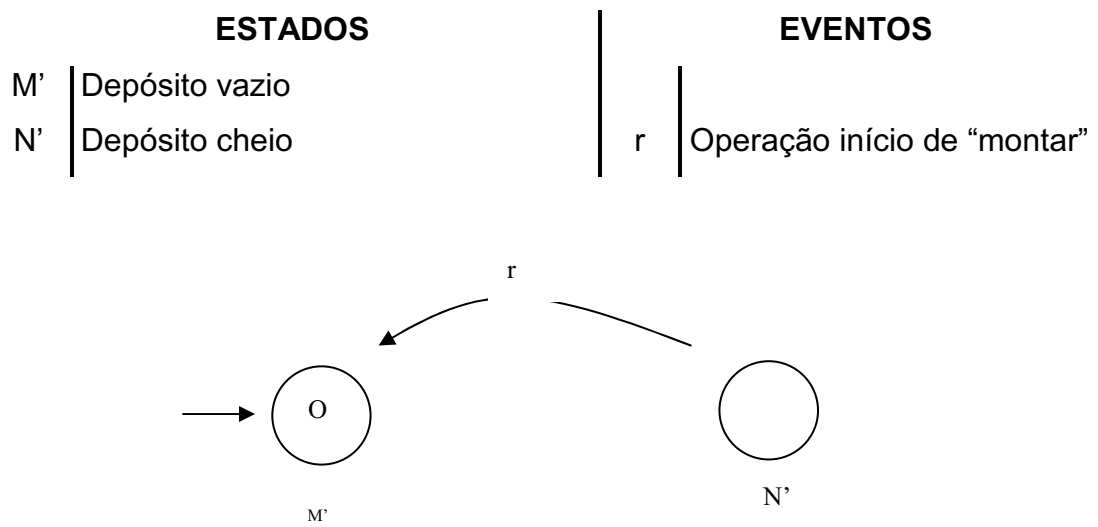 ESTADOS EVENTOS
M’ Depósito vazio
N’ Depósito cheio r Operação início de “montar”
r
O
N’
M’